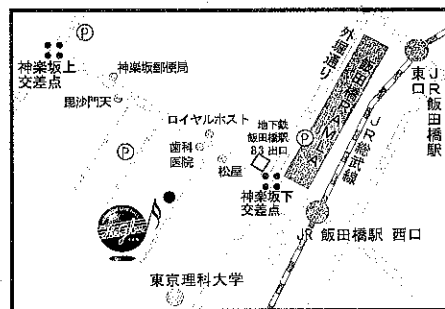 P
神楽坂上
交差点
神楽坂郵便局
毘沙門天
外堀通り
飯田橋RAMLA
東口
JR飯田橋駅
ロイヤルホスト
地下鉄
飯田橋駅
B3 出口
P
JR総武線
P
歯科
医院
松屋
神楽坂下
交差点
JR 飯田橋駅 西口
東京理科大学